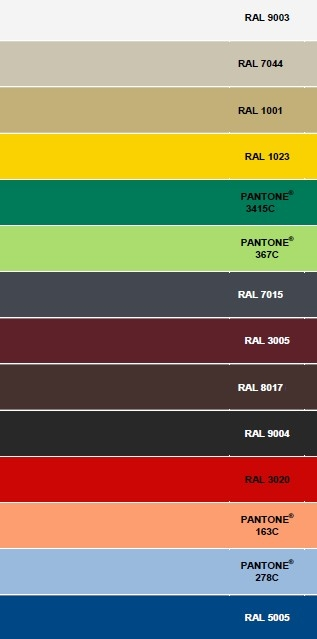 RAL 9003
RAL 7044
RAL 1001
RAL 1023
PANTONE®
3415C
PANTONE®
367C
RAL 7015
RAL 3005
RAL 8017
RAL 9004
RAL 3020
PANTONE®
163C
PANTONE®
278C
RAL 5005